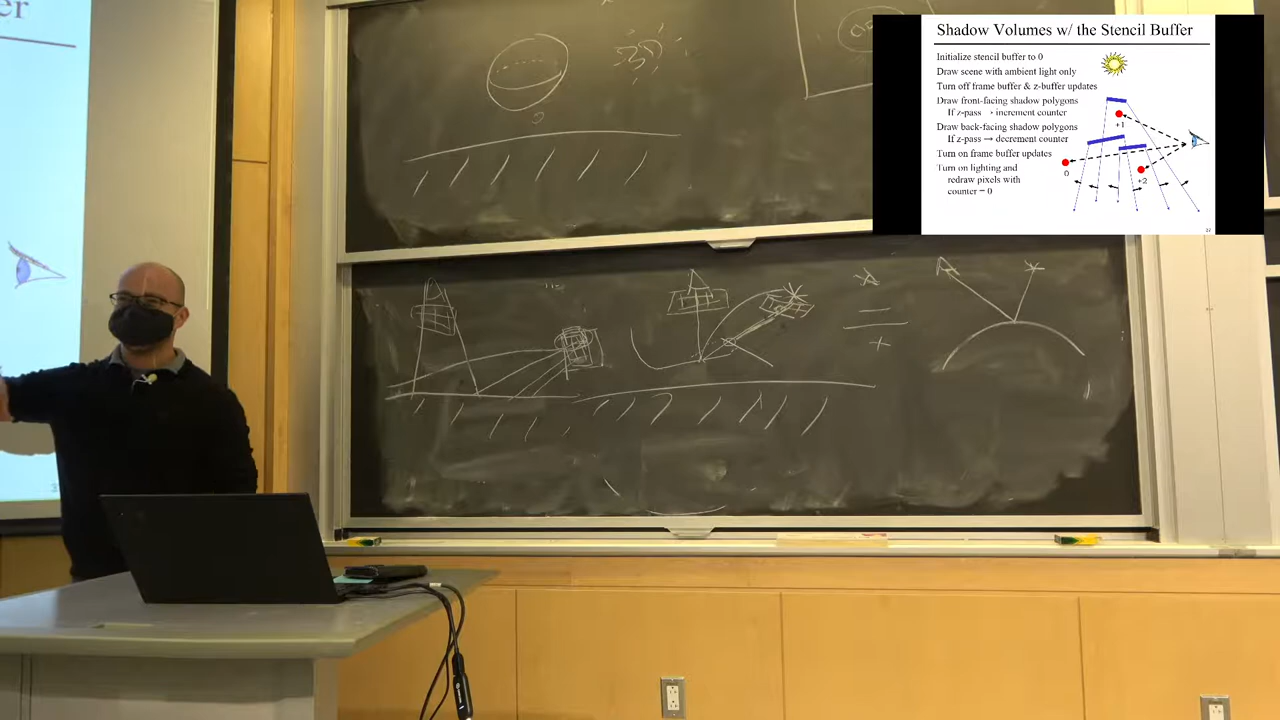 er
Shadow Volumes w/ the Stencil Buffer
Initialize stencil buffer to 0
Draw scene with ambient light only
Turn off frame buffer & z-buffer updates
Draw front-facing shadow polygons
If z-pass → increment counter
Draw back-facing shadow polygons
If z-pass → decrement counter
Turn on frame buffer updates
Turn on lighting and
redraw pixels with
counter = 0
+1
0
+2
37